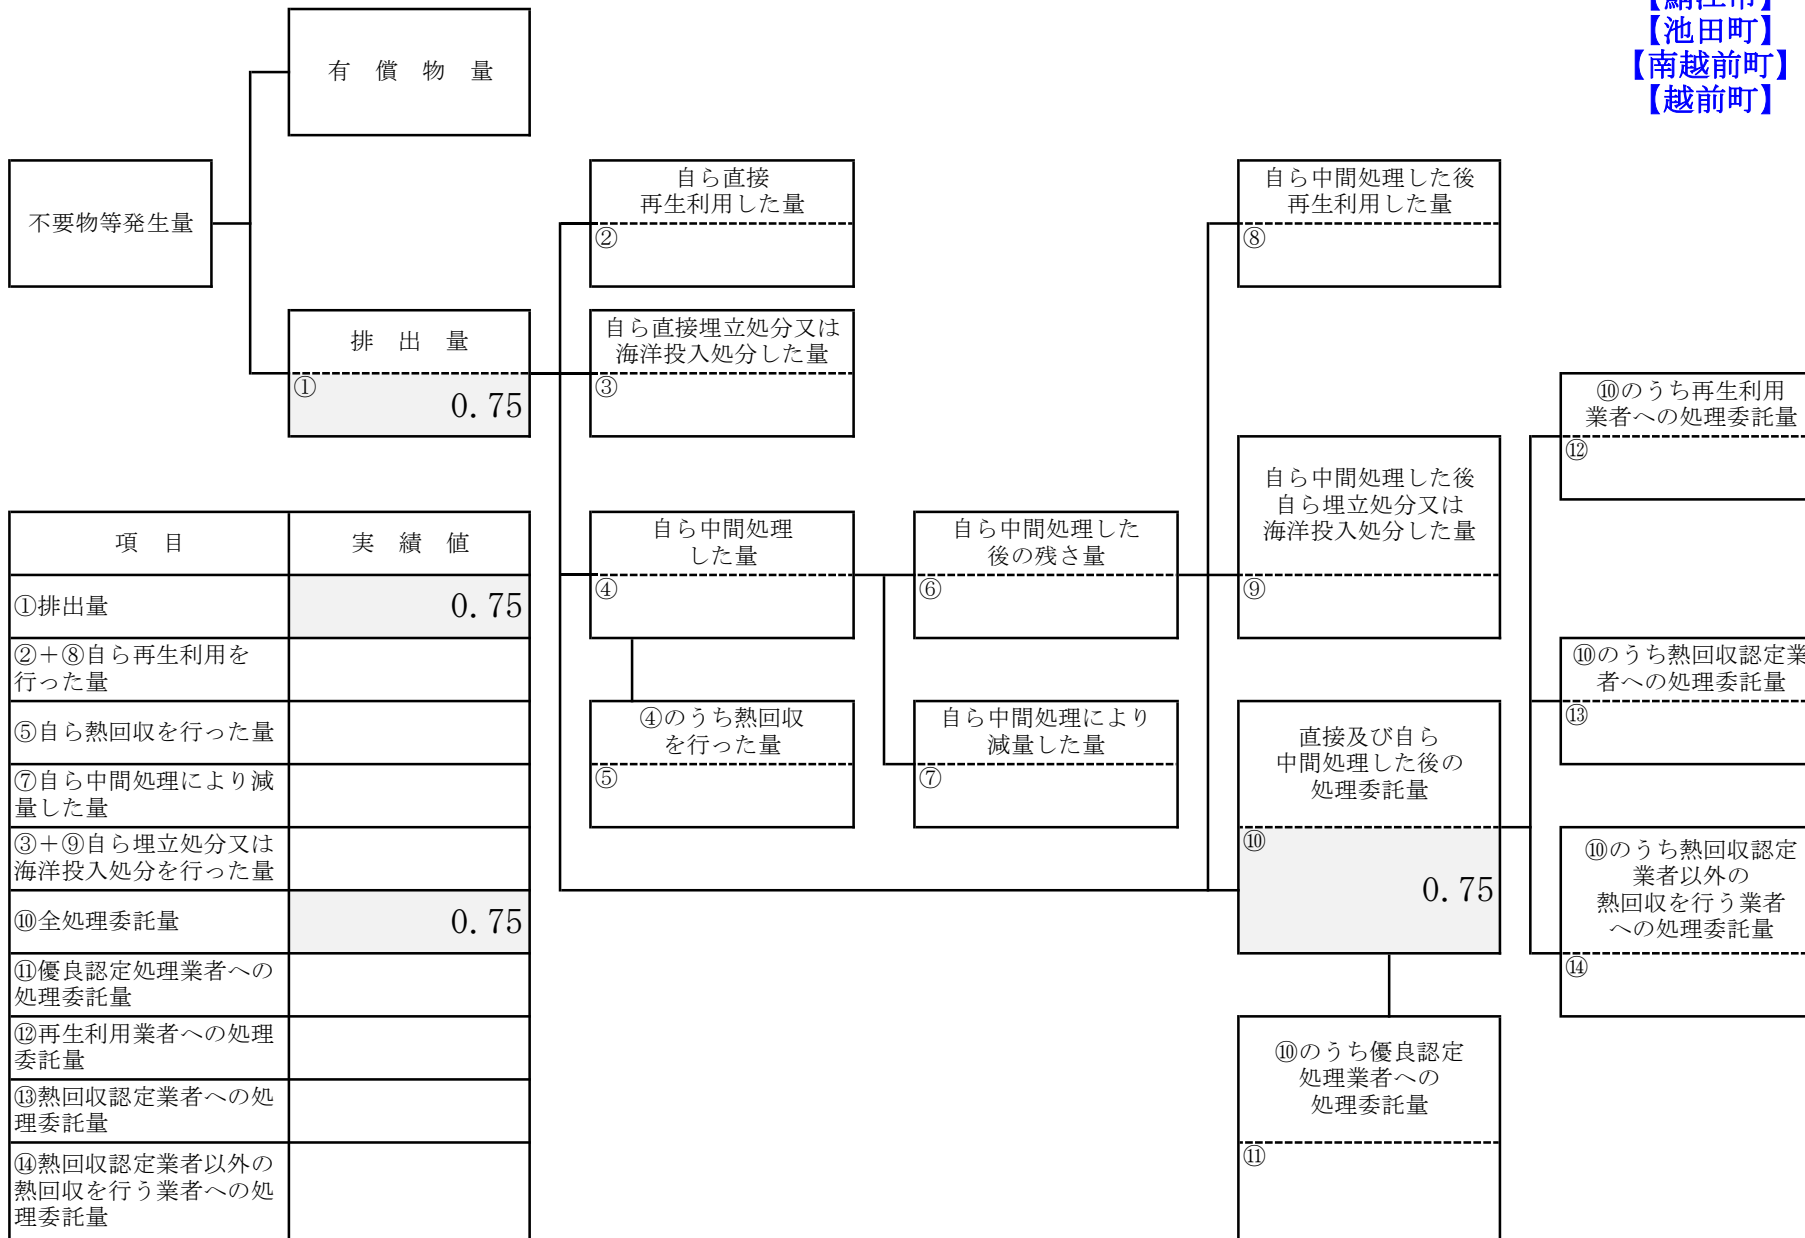 【鯖江市】
【池田町】
【南越前町】
【越前町】
有　償　物　量
不要物等発生量
自ら直接
再生利用した量
②
自ら中間処理した後
再生利用した量
⑧
排　出　量
①
0.75
自ら直接埋立処分又は
海洋投入処分した量
③
⑩のうち再生利用
業者への処理委託量
⑫
自ら中間処理した後
自ら埋立処分又は
海洋投入処分した量
⑨
自ら中間処理
した量
④
自ら中間処理した
後の残さ量
⑥
⑩のうち熱回収認定業
者への処理委託量
⑬
④のうち熱回収
を行った量
⑤
自ら中間処理により
減量した量
⑦
直接及び自ら
中間処理した後の
処理委託量
⑩
0.75
⑩のうち熱回収認定
業者以外の
熱回収を行う業者
への処理委託量
⑭
⑩のうち優良認定
処理業者への
処理委託量
⑪
項　目　実　績　値
①排出量　0.75
②＋⑧自ら再生利用を
行った量
⑤自ら熱回収を行った量
⑦自ら中間処理により減
量した量
③＋⑨自ら埋立処分又は
海洋投入処分を行った量
⑩全処理委託量　0.75
⑪優良認定処理業者への
処理委託量
⑫再生利用業者への処理
委託量
⑬熱回収認定業者への処
理委託量
⑭熱回収認定業者以外の
熱回収を行う業者への処
理委託量